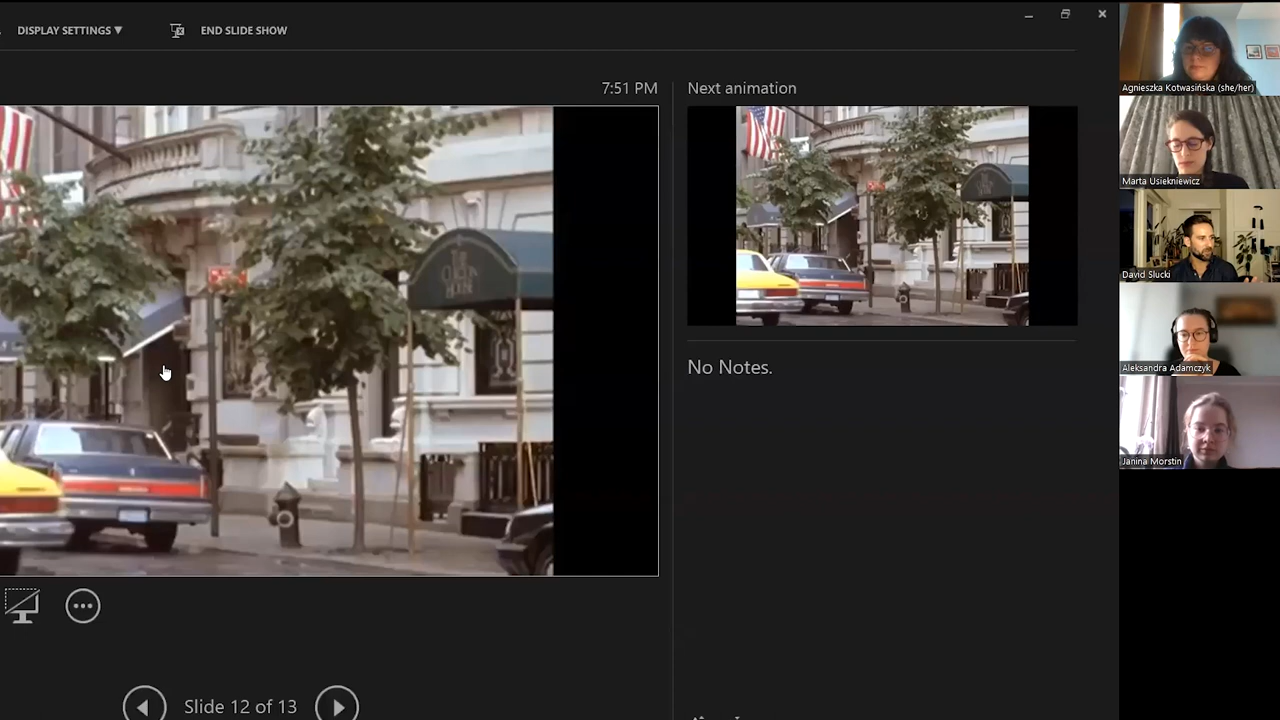 DISPLAY SETTINGS ▼
END SLIDE SHOW
7:51 PM
Next animation
No Notes.
Slide 12 of 13
Agnieszka Kotwasińska (she/her)
Marta Usiekniewicz
David Slucki
Aleksandra Adamczyk
Janina Morstin